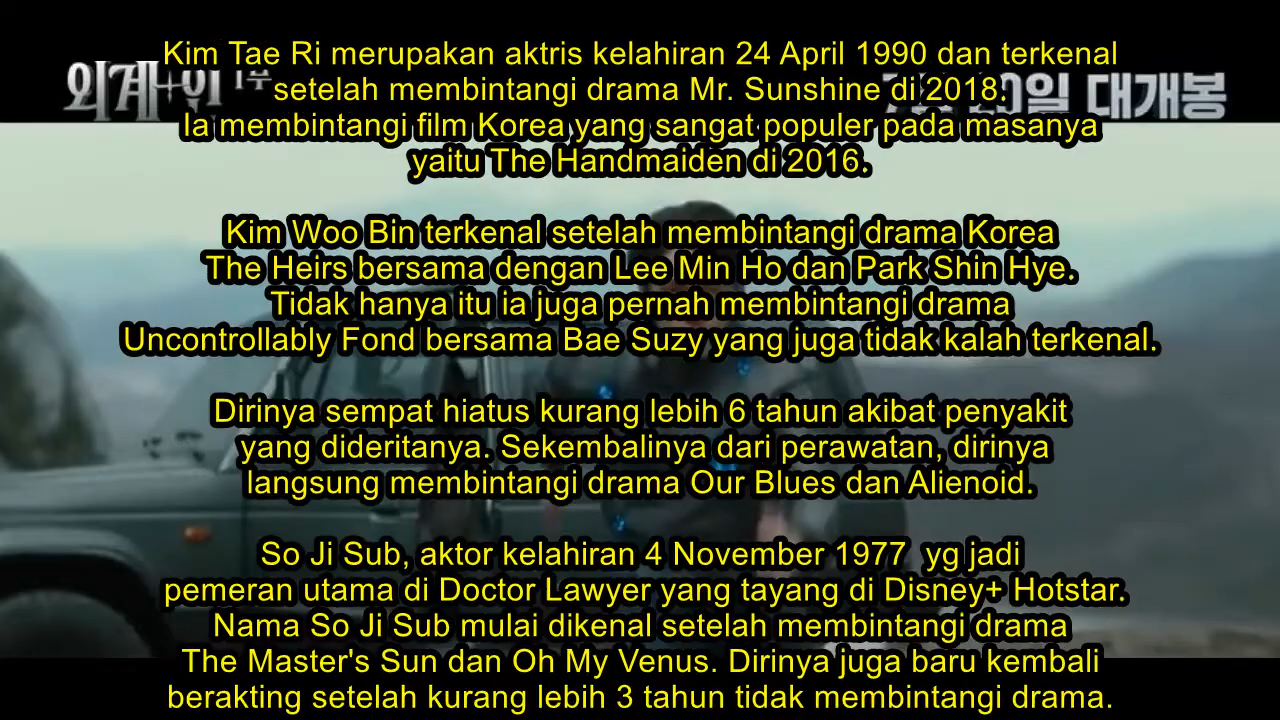 Kim Tae Ri merupakan aktris kelahiran 24 April 1990 dan terkenal
외계+인 1부
setelah membintangi drama Mr. Sunshine di 2018.
20일 대개봉
Ia membintangi film Korea yang sangat populer pada masanya
yaitu The Handmaiden di 2016.
Kim Woo Bin terkenal setelah membintangi drama Korea
The Heirs bersama dengan Lee Min Ho dan Park Shin Hye.
Tidak hanya itu ia juga pernah membintangi drama
Uncontrollably Fond bersama Bae Suzy yang juga tidak kalah terkenal.
Dirinya sempat hiatus kurang lebih 6 tahun akibat penyakit
yang dideritanya. Sekembalinya dari perawatan, dirinya
langsung membintangi drama Our Blues dan Alienoid.
So Ji Sub, aktor kelahiran 4 November 1977 yg jadi
pemeran utama di Doctor Lawyer yang tayang di Disney+ Hotstar.
Nama So Ji Sub mulai dikenal setelah membintangi drama
The Master's Sun dan Oh My Venus. Dirinya juga baru kembali
berakting setelah kurang lebih 3 tahun tidak membintangi drama.